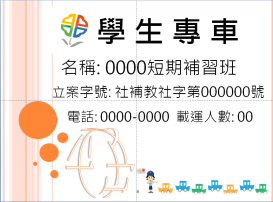 學生專車
名稱: 0000短期補習班
立案字號: 社補教社字第000000號
電話: 0000-0000 載運人數: 00